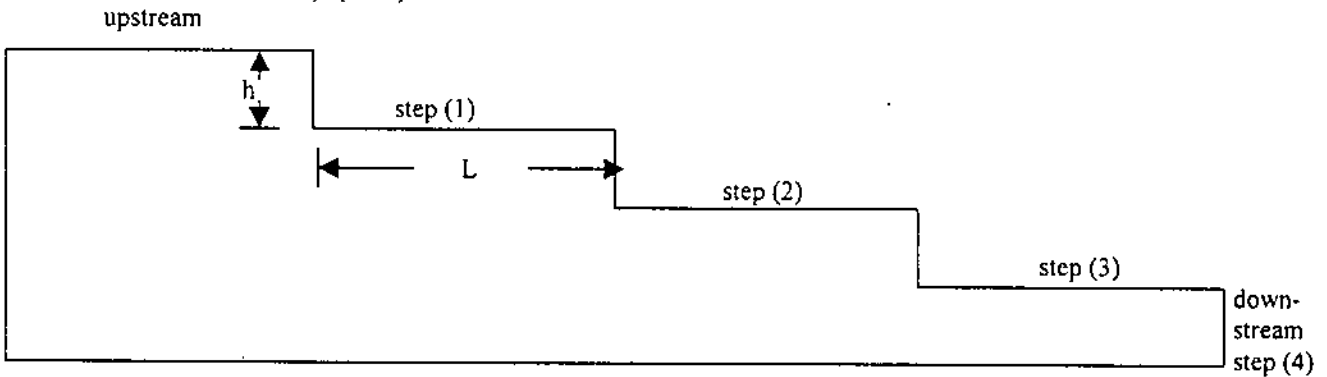 upstream
h
step (1)
L
step (2)
step (3)
down-
stream
step (4)